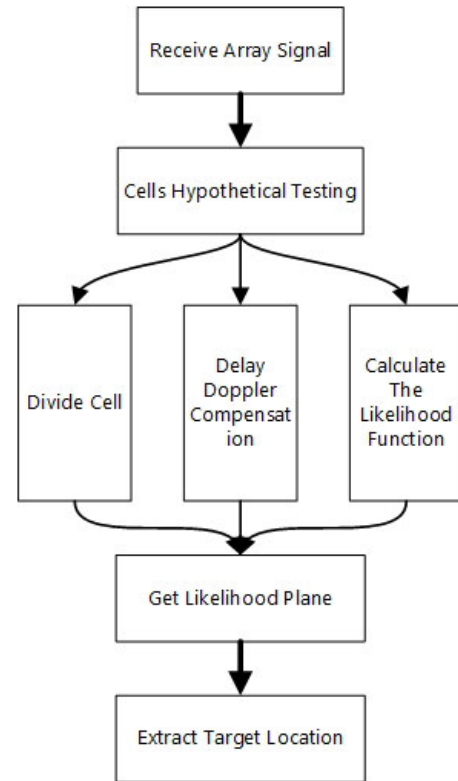 Receive Array Signal
Cells Hypothetical Testing
Divide Cell
Delay
Doppler
Compensat
ion
Calculate
The
Likelihood
Function
Get Likelihood Plane
Extract Target Location